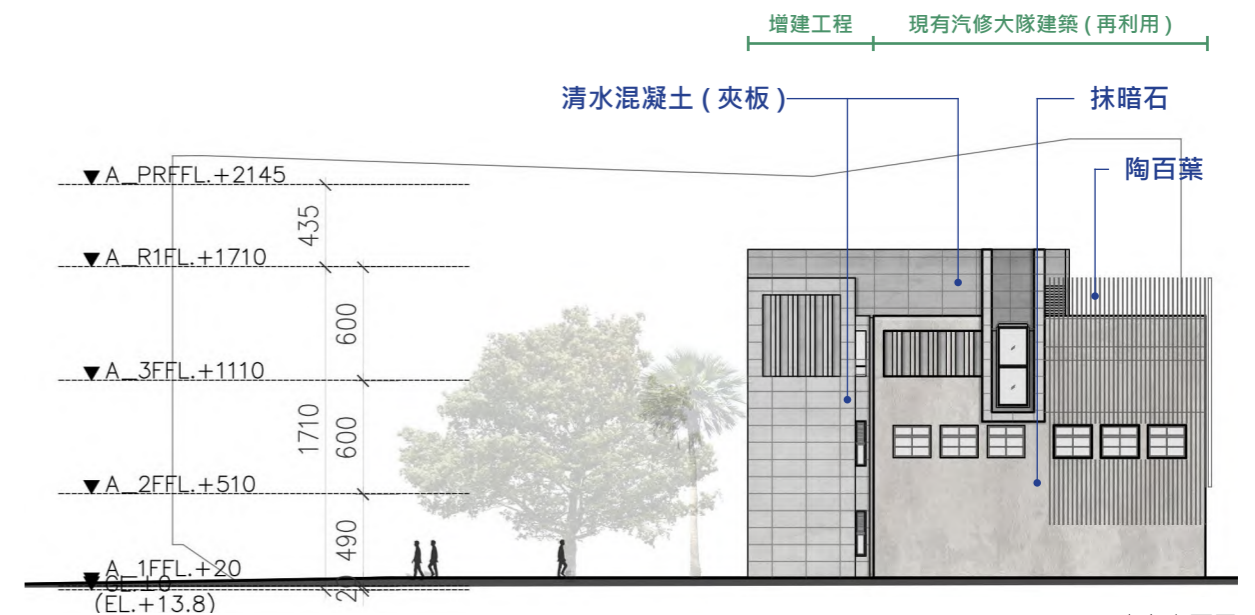 增建工程 現有汽修大隊建築 ( 再利用 )
清水混凝土 ( 夾板 ) 抹暗石
陶百葉
A_PRFFL.+2145
435
A_R1FL.+1710
600
A_3FFL.+1110
1710 600
A_2FFL.+510
490
A_1FFL.+20
GL.±0 20
(EL.+13.8)